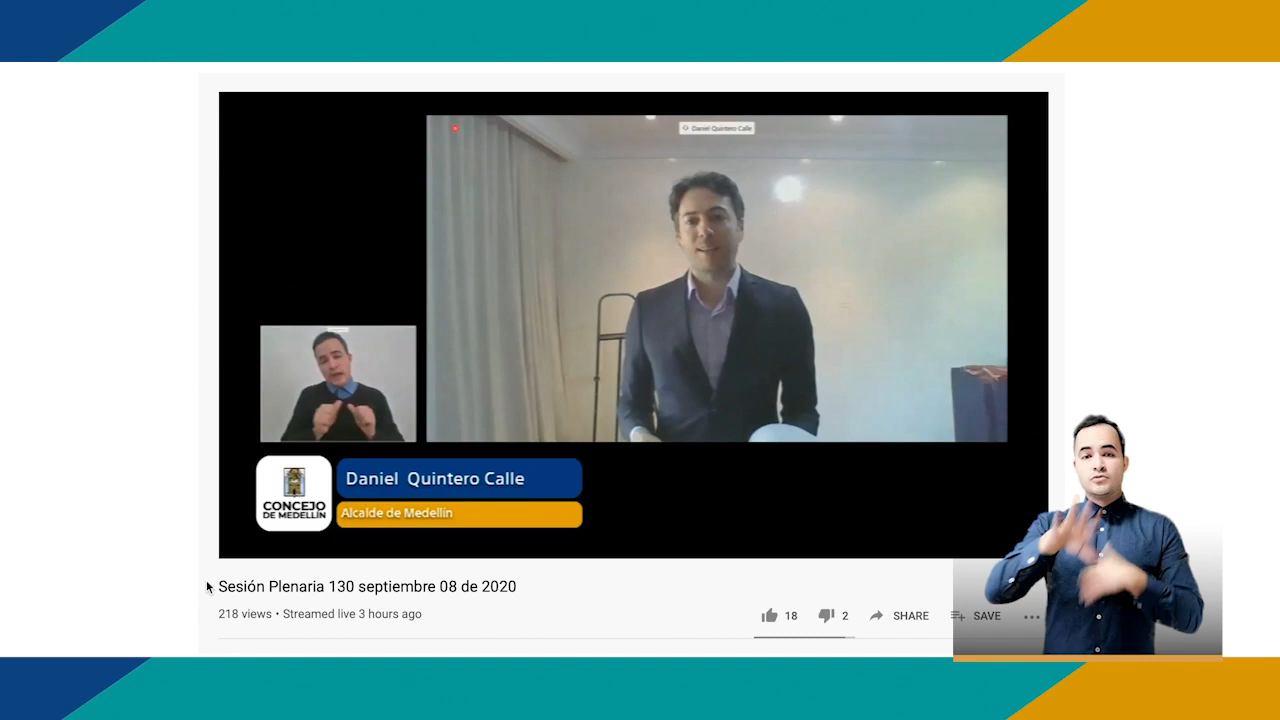 Daniel Quintero Calle
CONCEJO
DE MEDELLÍN
Daniel Quintero Calle
Alcalde de Medellín
Sesión Plenaria 130 septiembre 08 de 2020
218 views • Streamed live 3 hours ago
18
2
SHARE
SAVE